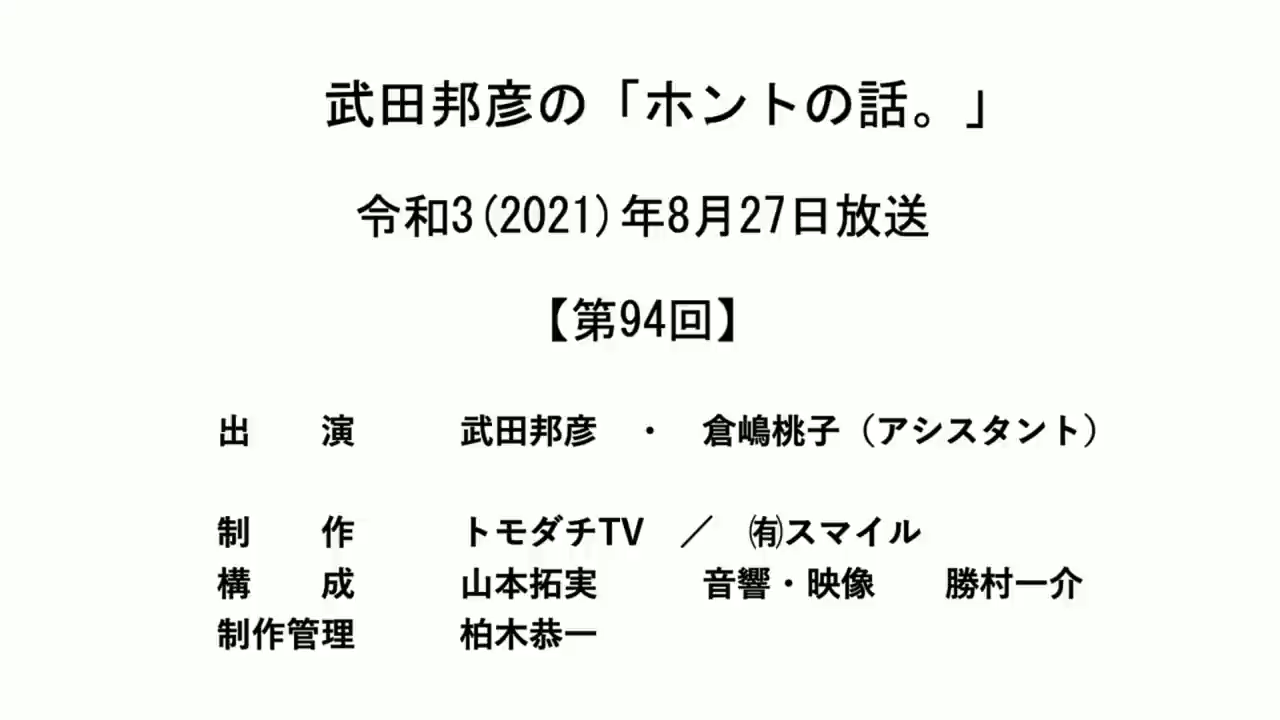 武田邦彦の「ホントの話。」
令和3(2021)年8月27日放送
【第94回】
出　　演　　　武田邦彦　・　倉嶋桃子（アシスタント）
制　　作　　　トモダチTV　／　㈲スマイル
構　　成　　　山本拓実　　　音響・映像　　勝村一介
制作管理　　　柏木恭一